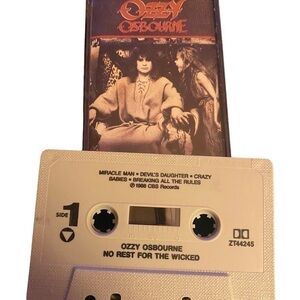 OZZY
OSBOURNE
MIRACLE MAN • DEVIL'S DAUGHTER • CRAZY
BABIES • BREAKING ALL THE RULES
℗ 1988 CBS Records
SIDE 1
ZT44245
OZZY OSBOURNE
NO REST FOR THE WICKED